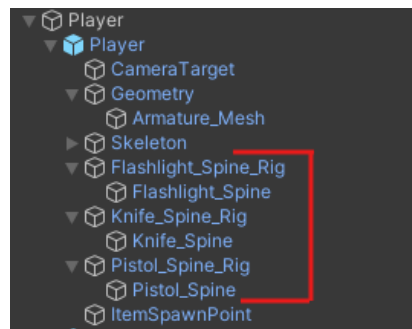 Player
Player
CameraTarget
Geometry
Armature_Mesh
Skeleton
Flashlight_Spine_Rig
Flashlight_Spine
Knife_Spine_Rig
Knife_Spine
Pistol_Spine_Rig
Pistol_Spine
ItemSpawnPoint